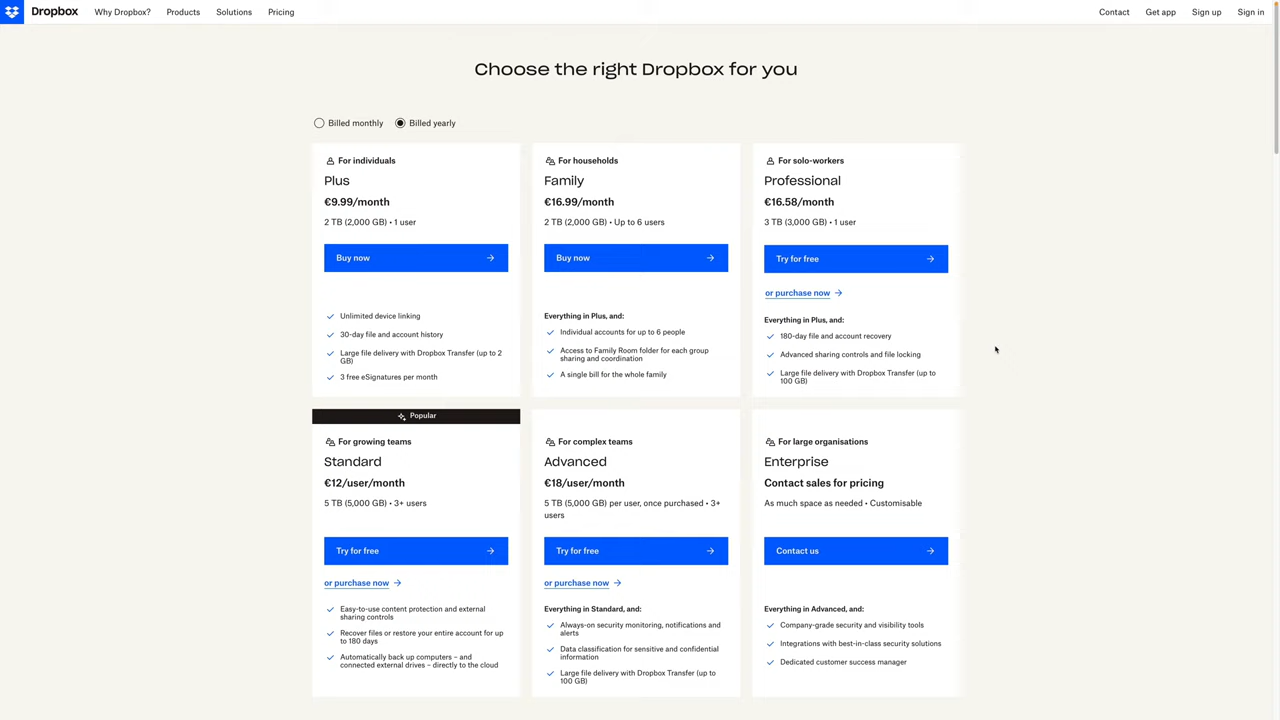 Dropbox
Why Dropbox?
Products
Solutions
Pricing
Contact
Get app
Sign up
Sign in
Choose the right Dropbox for you
Billed monthly
Billed yearly
For individuals
Plus
€9.99/month
2 TB (2,000 GB) • 1 user
Buy now
Unlimited device linking
30-day file and account history
Large file delivery with Dropbox Transfer (up to 2
GB)
3 free eSignatures per month
For households
Family
€16.99/month
2 TB (2,000 GB) • Up to 6 users
Buy now
Everything in Plus, and:
Individual accounts for up to 6 people
Access to Family Room folder for each group
sharing and coordination
A single bill for the whole family
For solo-workers
Professional
€16.58/month
3 TB (3,000 GB) • 1 user
Try for free
or purchase now
Everything in Plus, and:
180-day file and account recovery
Advanced sharing controls and file locking
Large file delivery with Dropbox Transfer (up to
100 GB)
Popular
For growing teams
Standard
€12/user/month
5 TB (5,000 GB) • 3+ users
Try for free
or purchase now
Easy-to-use content protection and external
sharing controls
Recover files or restore your entire account for up
to 180 days
Automatically back up computers – and
connected external drives – directly to the cloud
For complex teams
Advanced
€18/user/month
5 TB (5,000 GB) per user, once purchased • 3+
users
Try for free
or purchase now
Everything in Standard, and:
Always-on security monitoring, notifications and
alerts
Data classification for sensitive and confidential
information
Large file delivery with Dropbox Transfer (up to
100 GB)
For large organisations
Enterprise
Contact sales for pricing
As much space as needed • Customisable
Contact us
Everything in Advanced, and:
Company-grade security and visibility tools
Integrations with best-in-class security solutions
Dedicated customer success manager